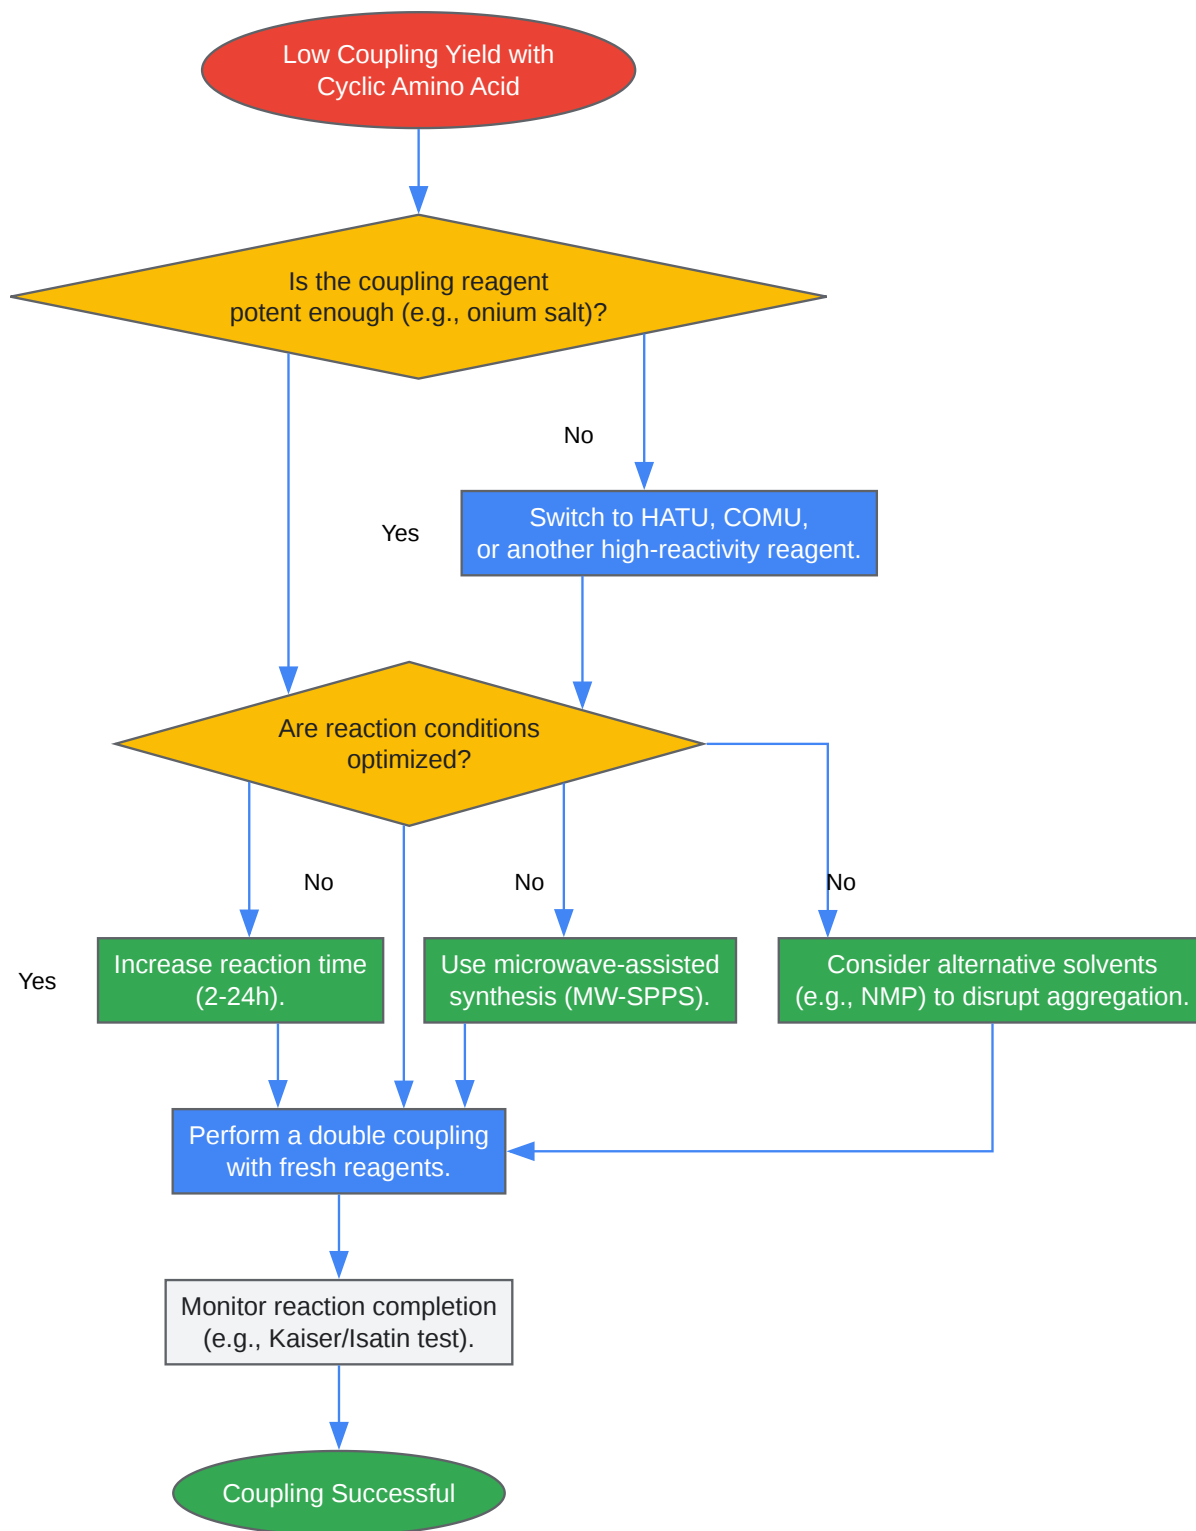 Low Coupling Yield with
Cyclic Amino Acid
Is the coupling reagent
potent enough (e.g., onium salt)?
No
Yes
Switch to HATU, COMU,
or another high-reactivity reagent.
Are reaction conditions
optimized?
No
No
No
Yes
Increase reaction time
(2-24h).
Use microwave-assisted
synthesis (MW-SPPS).
Consider alternative solvents
(e.g., NMP) to disrupt aggregation.
Perform a double coupling
with fresh reagents.
Monitor reaction completion
(e.g., Kaiser/Isatin test).
Coupling Successful